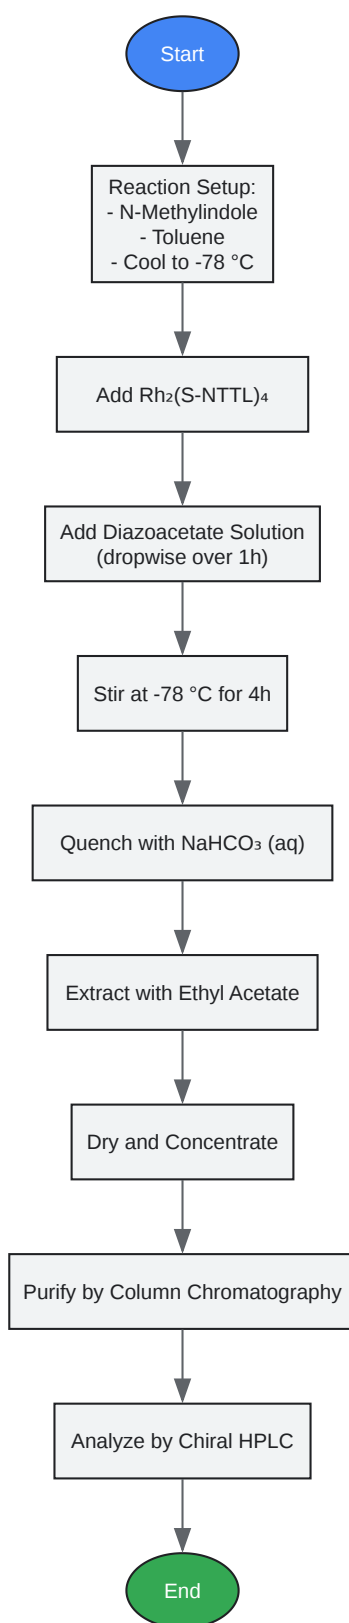 Start
Reaction Setup:
- N-Methylindole
- Toluene
- Cool to -78 °C
Add Rh₂(S-NTTL)₄
Add Diazoacetate Solution
(dropwise over 1h)
Stir at -78 °C for 4h
Quench with NaHCO₃ (aq)
Extract with Ethyl Acetate
Dry and Concentrate
Purify by Column Chromatography
Analyze by Chiral HPLC
End